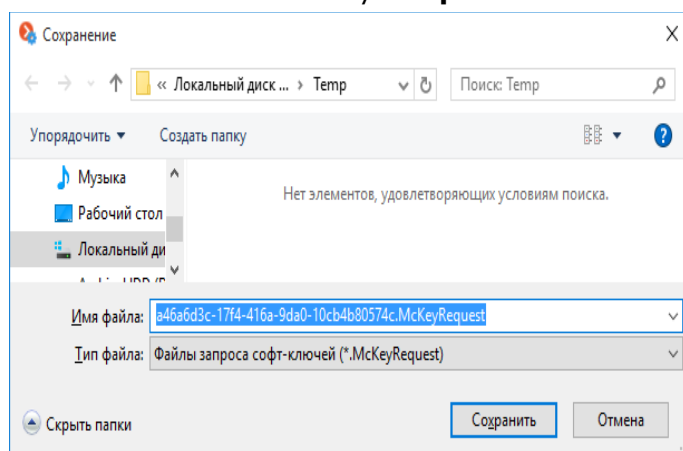 Сохранение
« Локальный диск ... › Temp
Поиск: Temp
Упорядочить
Создать папку
Музыка
Нет элементов, удовлетворяющих условиям поиска.
Рабочий стол
Локальный ди
Имя файла: a46a6d3c-17f4-416a-9da0-10cb4b80574c.McKeyRequest
Тип файла: Файлы запроса софт-ключей (*.McKeyRequest)
Скрыть папки
Сохранить
Отмена